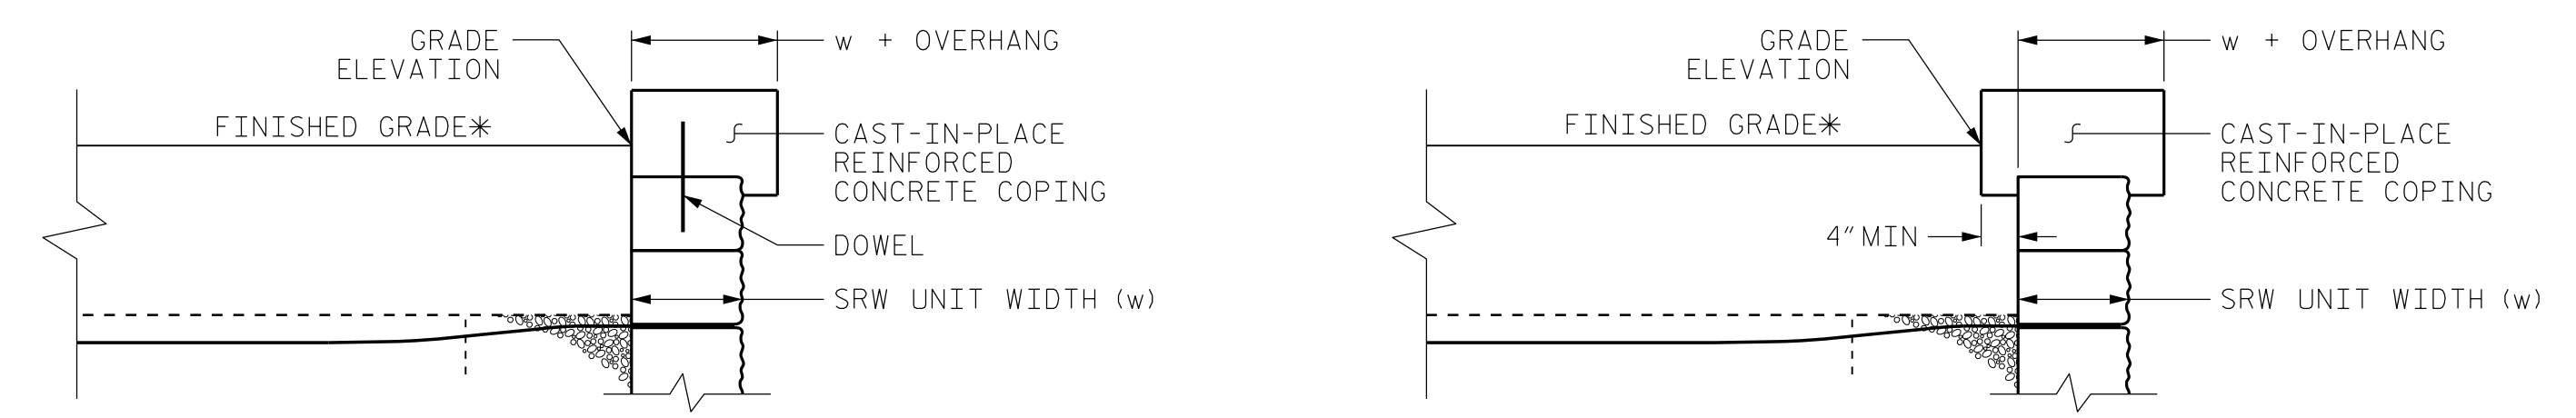 GRADE
ELEVATION
w + OVERHANG
FINISHED GRADE*
CAST-IN-PLACE
REINFORCED
CONCRETE COPING
DOWEL
SRW UNIT WIDTH (w)
GRADE
ELEVATION
w + OVERHANG
FINISHED GRADE*
CAST-IN-PLACE
REINFORCED
CONCRETE COPING
4" MIN
SRW UNIT WIDTH (w)